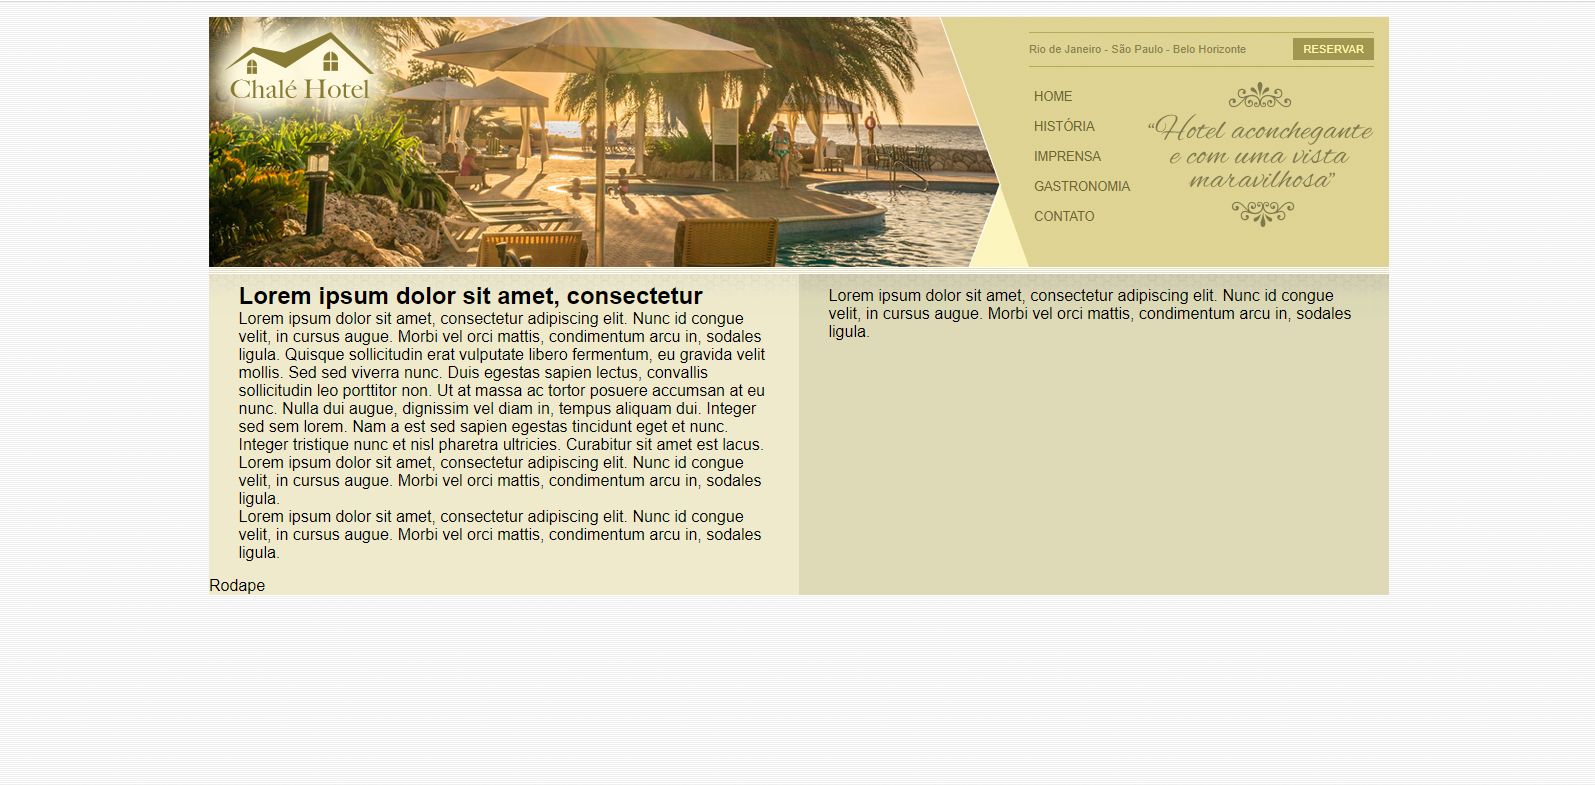 Chalé Hotel
Rio de Janeiro - São Paulo - Belo Horizonte
RESERVAR
HOME
HISTÓRIA
IMPRENSA
GASTRONOMIA
CONTATO
“Hotel aconchegante
e com uma vista
maravilhosa”
Lorem ipsum dolor sit amet, consectetur
Lorem ipsum dolor sit amet, consectetur adipiscing elit. Nunc id congue
velit, in cursus augue. Morbi vel orci mattis, condimentum arcu in, sodales
ligula. Quisque sollicitudin erat vulputate libero fermentum, eu gravida velit
mollis. Sed sed viverra nunc. Duis egestas sapien lectus, convallis
sollicitudin leo porttitor non. Ut at massa ac tortor posuere accumsan at eu
nunc. Nulla dui augue, dignissim vel diam in, tempus aliquam dui. Integer
sed sem lorem. Nam a est sed sapien egestas tincidunt eget et nunc.
Integer tristique nunc et nisl pharetra ultricies. Curabitur sit amet est lacus.
Lorem ipsum dolor sit amet, consectetur adipiscing elit. Nunc id congue
velit, in cursus augue. Morbi vel orci mattis, condimentum arcu in, sodales
ligula.
Lorem ipsum dolor sit amet, consectetur adipiscing elit. Nunc id congue
velit, in cursus augue. Morbi vel orci mattis, condimentum arcu in, sodales
ligula.
Lorem ipsum dolor sit amet, consectetur adipiscing elit. Nunc id congue
velit, in cursus augue. Morbi vel orci mattis, condimentum arcu in, sodales
ligula.
Rodape